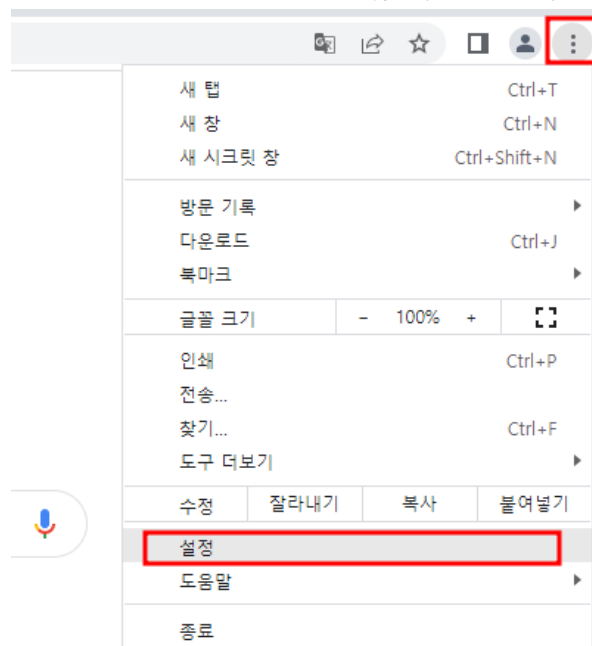 새 탭 Ctrl+T
새 창 Ctrl+N
새 시크릿 창 Ctrl+Shift+N
방문 기록
다운로드 Ctrl+J
북마크
글꼴 크기 - 100% +
인쇄 Ctrl+P
전송...
찾기... Ctrl+F
도구 더보기
수정 잘라내기 복사 붙여넣기
설정
도움말
종료